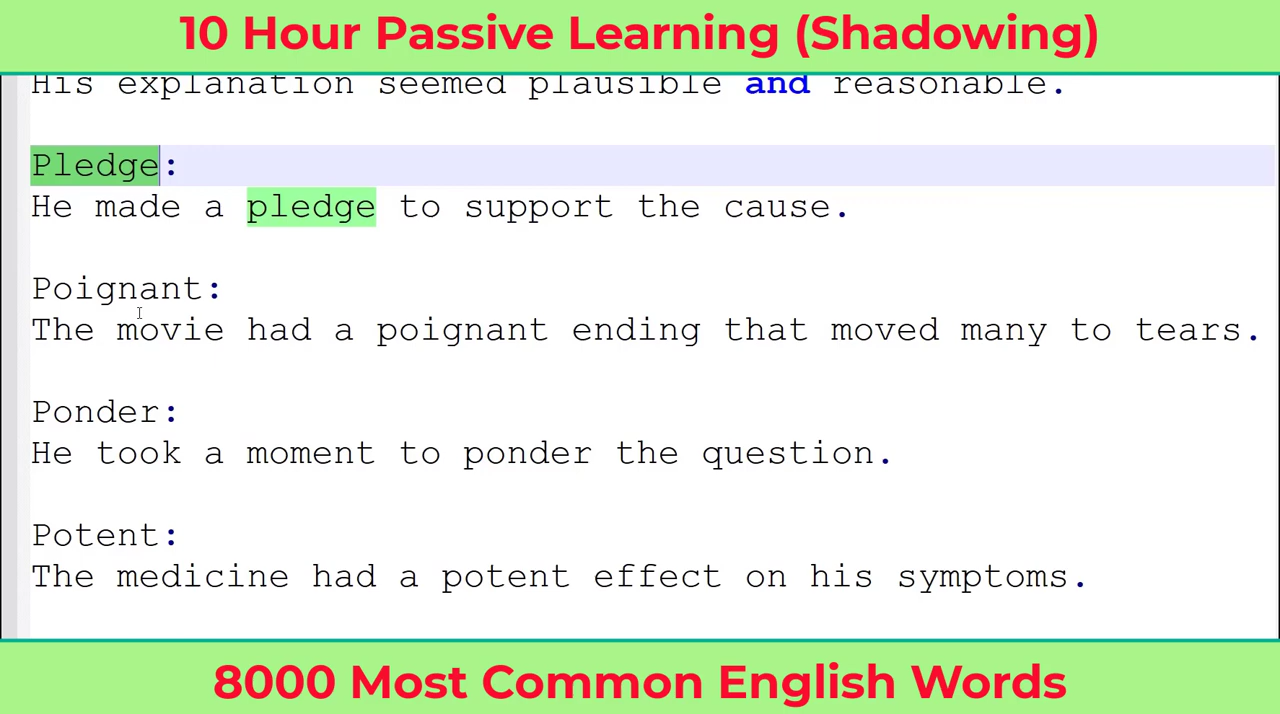 10 Hour Passive Learning (Shadowing)
His explanation seemed plausible and reasonable.
Pledge:
He made a pledge to support the cause.
Poignant:
The movie had a poignant ending that moved many to tears.
Ponder:
He took a moment to ponder the question.
Potent:
The medicine had a potent effect on his symptoms.
8000 Most Common English Words